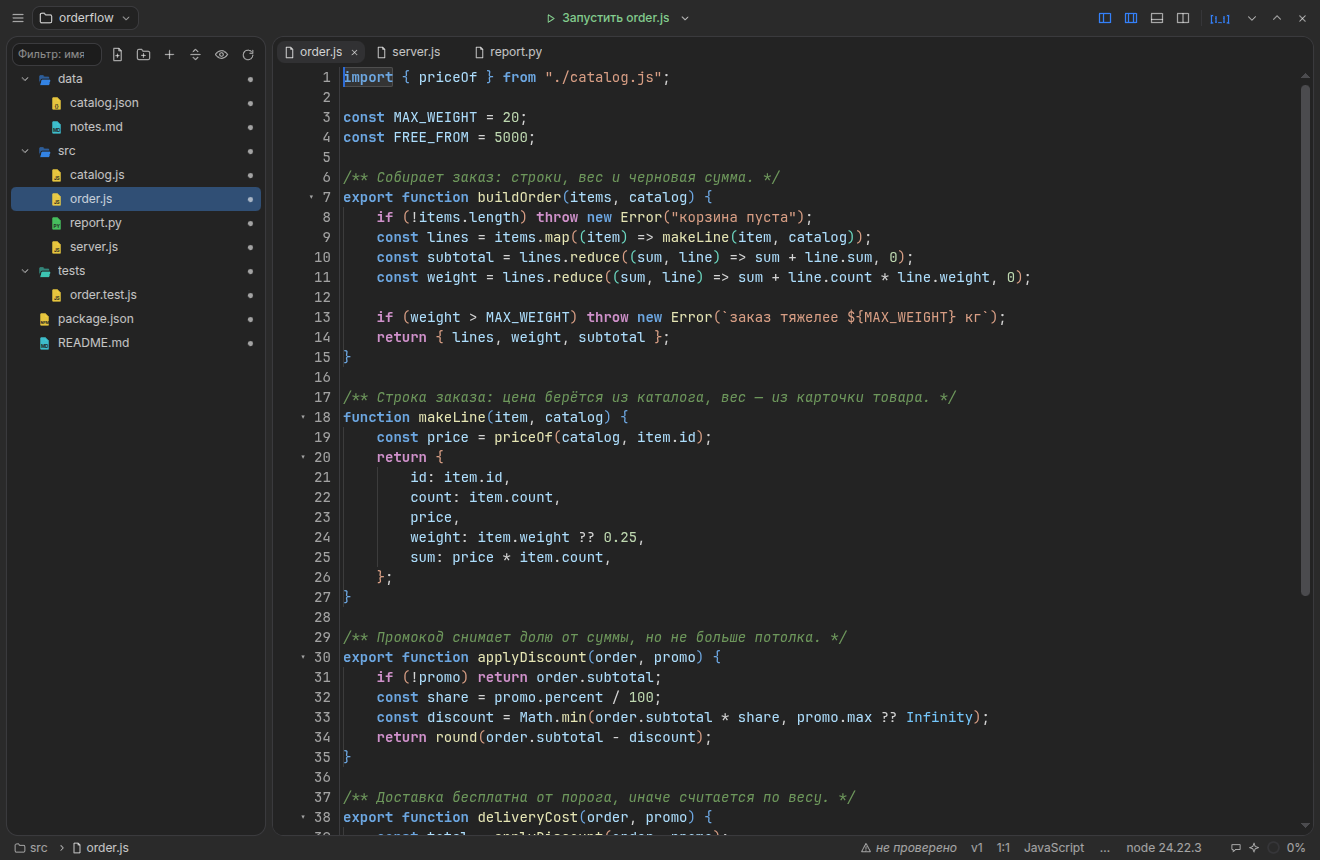 orderflow
Запустить order.js
Фильтр: имя
data
catalog.json
notes.md
src
catalog.js
order.js
report.py
server.js
tests
order.test.js
package.json
README.md
order.js × server.js report.py
1 import { priceOf } from "./catalog.js";
2
3 const MAX_WEIGHT = 20;
4 const FREE_FROM = 5000;
5
6 /** Собирает заказ: строки, вес и черновая сумма. */
7 export function buildOrder(items, catalog) {
8     if (!items.length) throw new Error("корзина пуста");
9     const lines = items.map((item) => makeLine(item, catalog));
10     const subtotal = lines.reduce((sum, line) => sum + line.sum, 0);
11     const weight = lines.reduce((sum, line) => sum + line.count * line.weight, 0);
12
13     if (weight > MAX_WEIGHT) throw new Error(`заказ тяжелее ${MAX_WEIGHT} кг`);
14     return { lines, weight, subtotal };
15 }
16
17 /** Строка заказа: цена берётся из каталога, вес — из карточки товара. */
18 function makeLine(item, catalog) {
19     const price = priceOf(catalog, item.id);
20     return {
21         id: item.id,
22         count: item.count,
23         price,
24         weight: item.weight ?? 0.25,
25         sum: price * item.count,
26     };
27 }
28
29 /** Промокод снимает долю от суммы, но не больше потолка. */
30 export function applyDiscount(order, promo) {
31     if (!promo) return order.subtotal;
32     const share = promo.percent / 100;
33     const discount = Math.min(order.subtotal * share, promo.max ?? Infinity);
34     return round(order.subtotal - discount);
35 }
36
37 /** Доставка бесплатна от порога, иначе считается по весу. */
38 export function deliveryCost(order, promo) {
src > order.js
не проверено v1 1:1 JavaScript ... node 24.22.3 0%